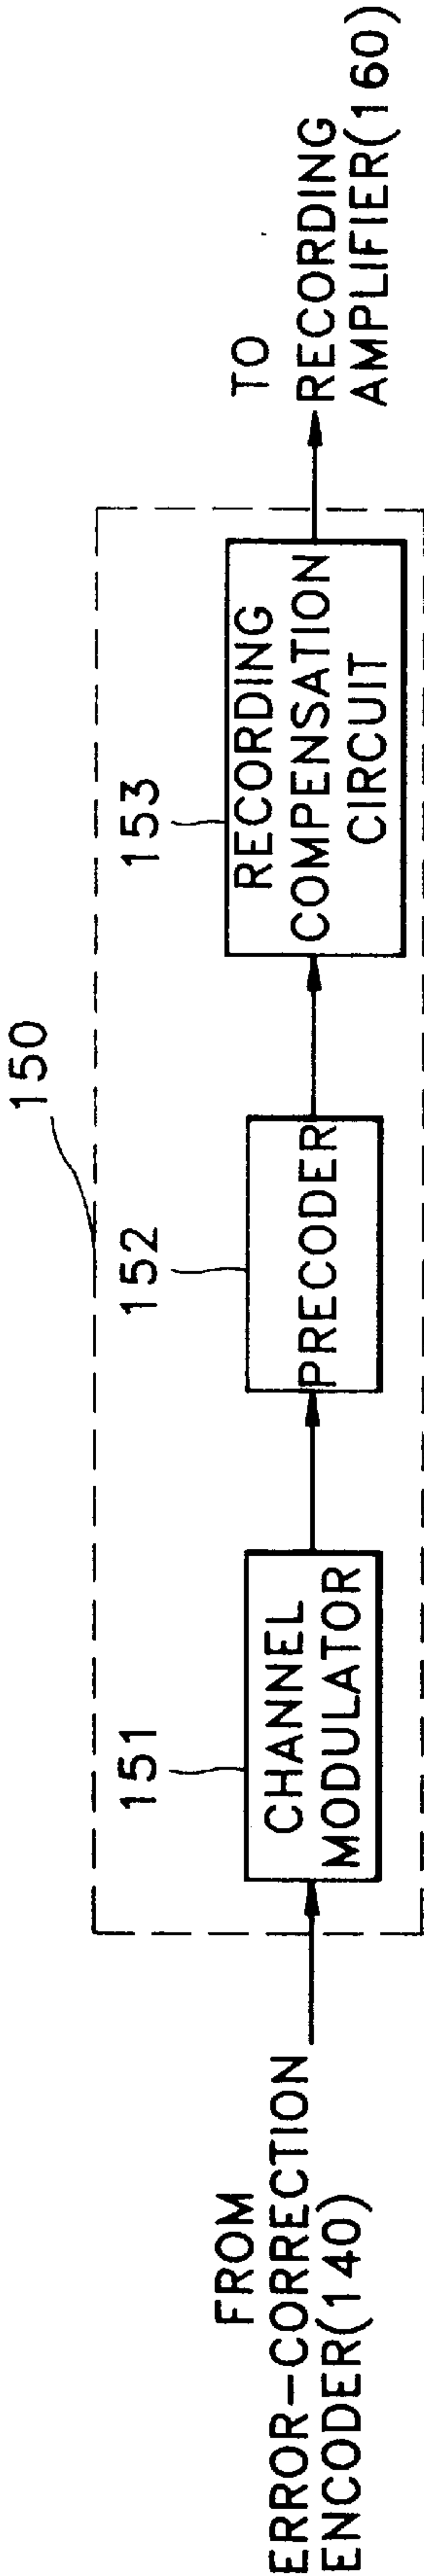 150
FROM
ERROR-CORRECTION
ENCODER(140)
151
CHANNEL
MODULATOR
152
PRECODER
153
RECORDING
COMPENSATION
CIRCUIT
TO
RECORDING
AMPLIFIER(160)